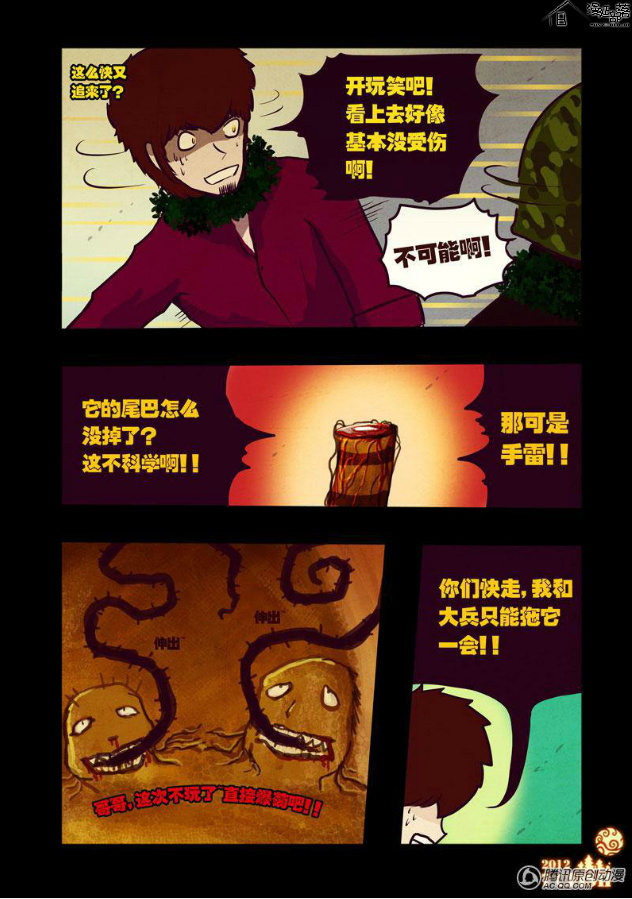 漫画部落
这么快又
追来了？
开玩笑吧！
看上去好像
基本没受伤
啊！
不可能啊！
它的尾巴怎么
没掉了？
这不科学啊！！
那可是
手雷！！
伸出
伸出
哥哥，这次不玩了 直接爆菊吧！！
你们快走，我和
大兵只能拖它
一会！！
2012
腾讯原创动漫
AC.QQ.COM